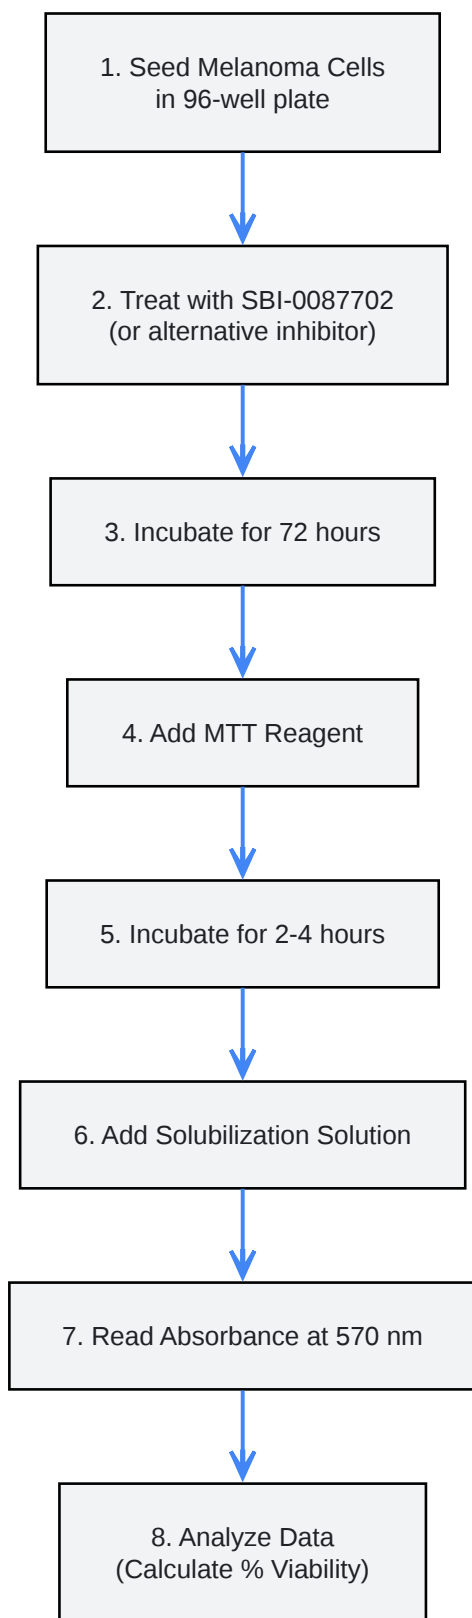 1. Seed Melanoma Cells
in 96-well plate
2. Treat with SBI-0087702
(or alternative inhibitor)
3. Incubate for 72 hours
4. Add MTT Reagent
5. Incubate for 2-4 hours
6. Add Solubilization Solution
7. Read Absorbance at 570 nm
8. Analyze Data
(Calculate % Viability)